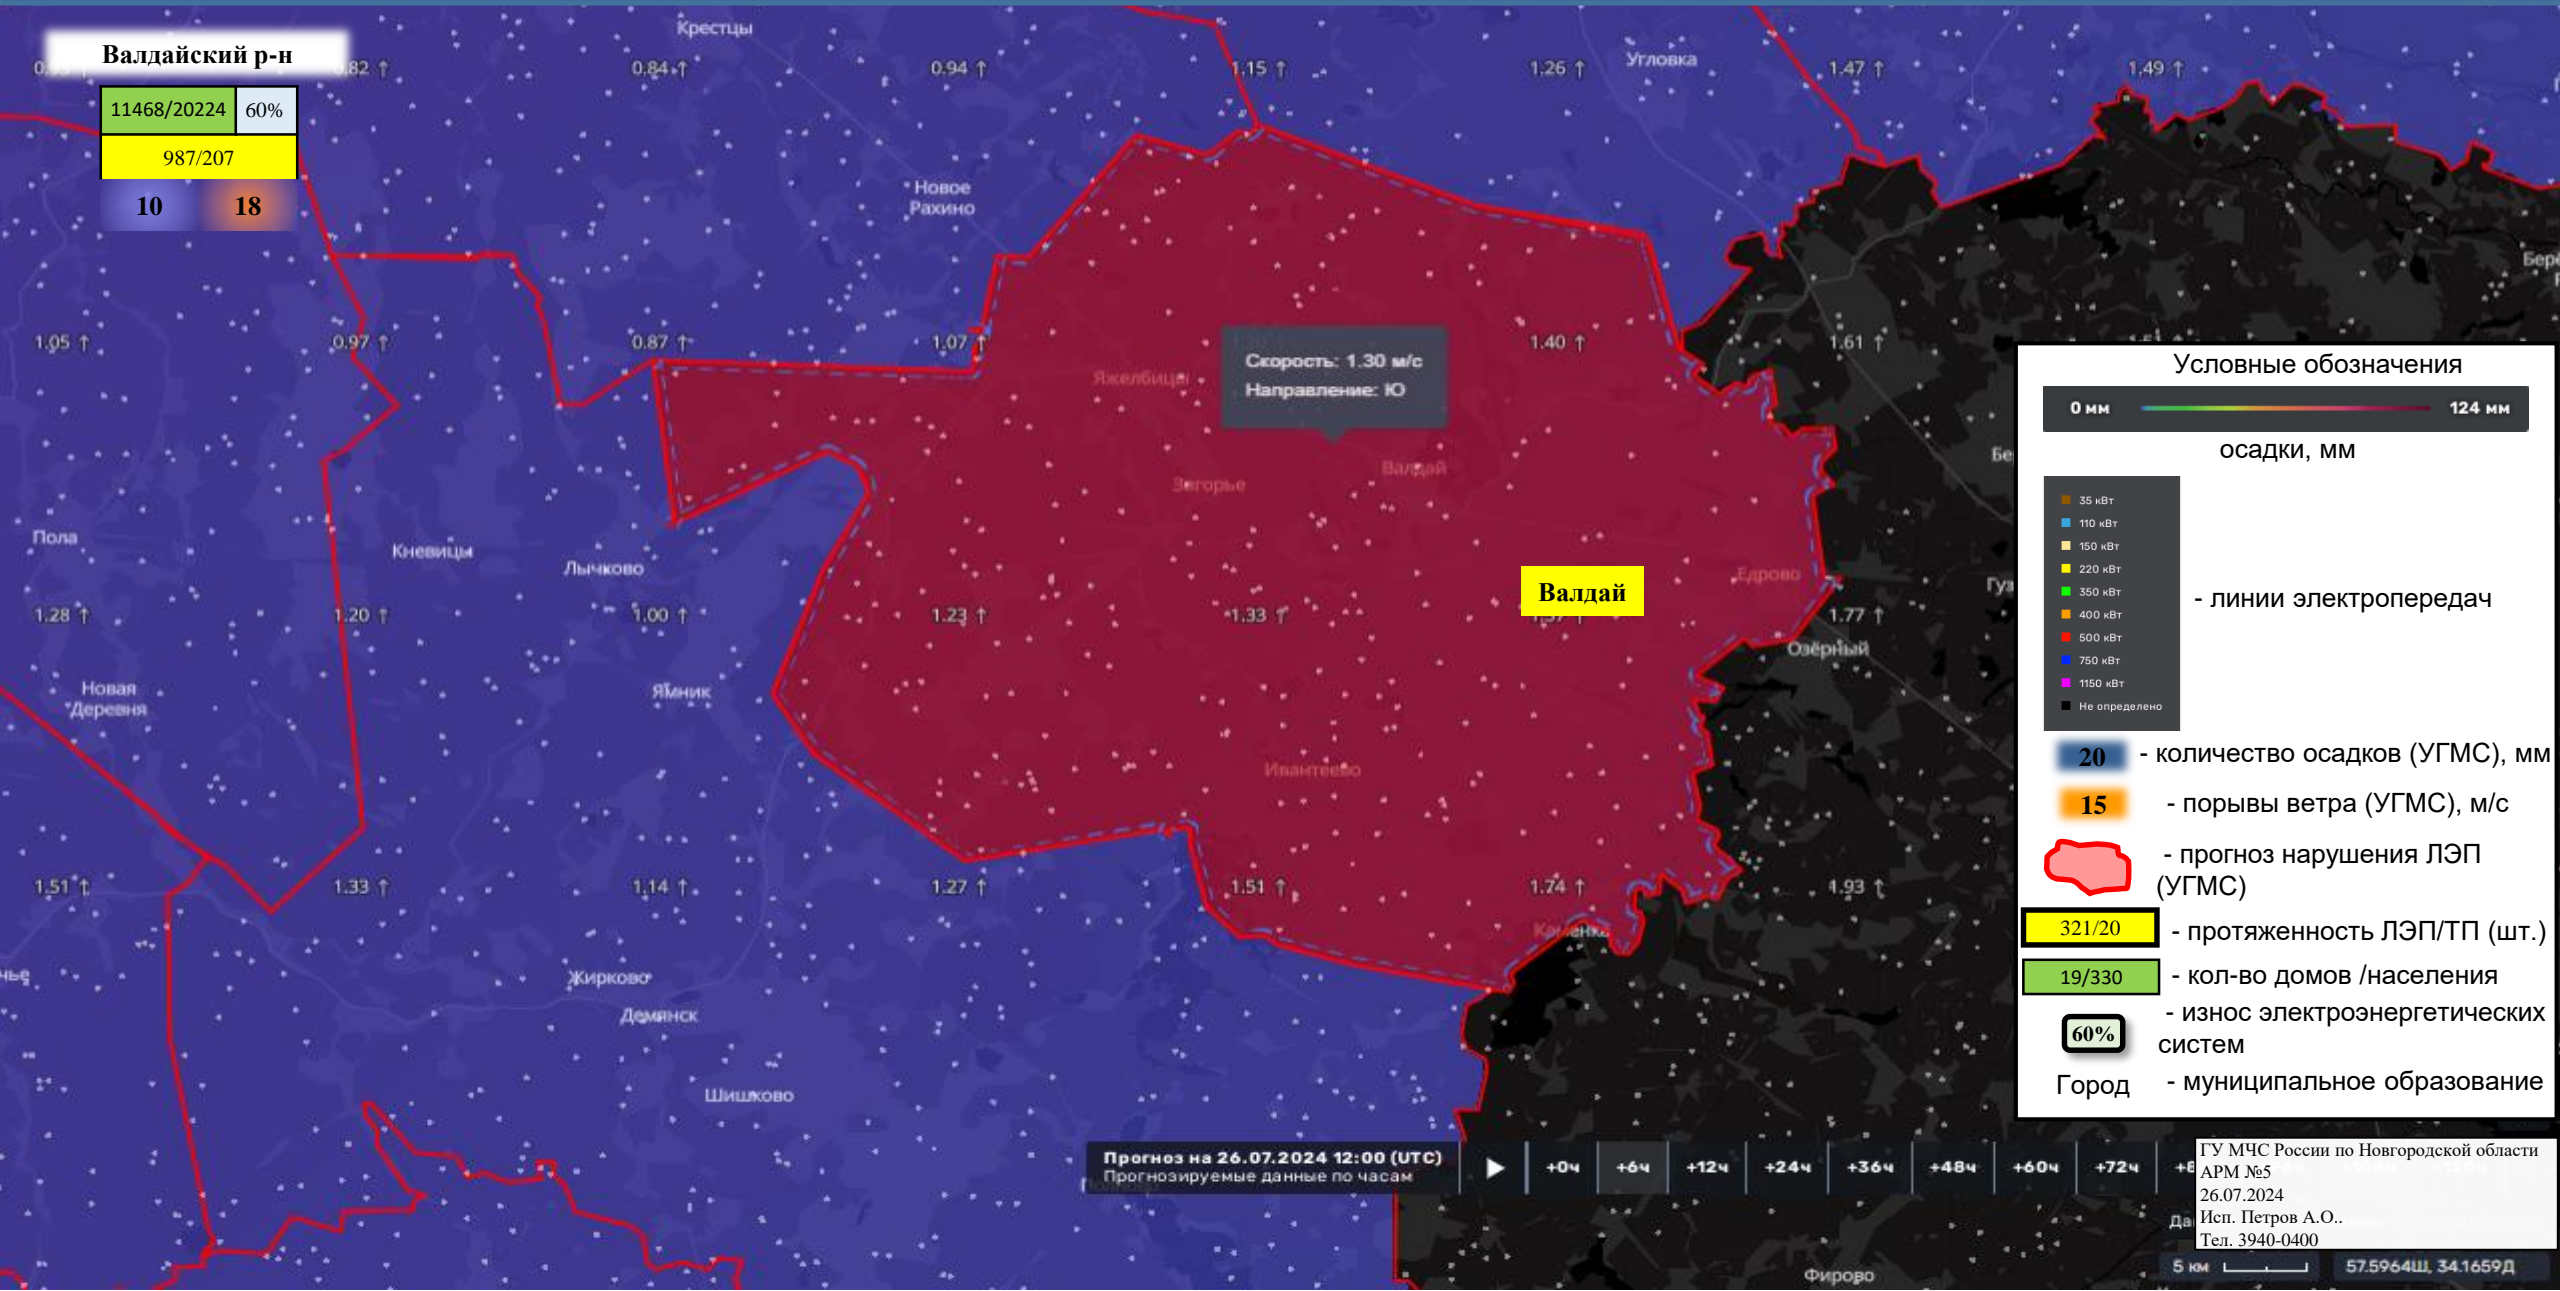 Крестцы
Валдайский р-н
Угловка
.82 ↑
0.84 ↑
0.94 ↑
1.15 ↑
1.26 ↑
1.47 ↑
1.49 ↑
11468/20224
60%
987/207
10
18
Новое
Рахино
1.05 ↑
0.97 ↑
0.87 ↑
1.07 ↑
1.40 ↑
1.61 ↑
Скорость: 1.30 м/с
Направление: Ю
Яжелбицы
Валдай
Загорье
Пола
Кневицы
Лычково
Едрово
Валдай
1.28 ↑
1.20 ↑
1.00 ↑
1.23 ↑
1.33 ↑
1.77 ↑
Озёрный
Новая
Деревня
Ямник
Ивантеево
1.51 ↑
1.33 ↑
1.14 ↑
1.27 ↑
1.51 ↑
1.74 ↑
1.93 ↑
Каменка
Жирково
Демянск
Шишково
Фирово
Условные обозначения
0 мм
124 мм
осадки, мм
35 кВт
110 кВт
150 кВт
220 кВт
350 кВт
400 кВт
500 кВт
750 кВт
1150 кВт
Не определено
- линии электропередач
20 - количество осадков (УГМС), мм
15 - порывы ветра (УГМС), м/с
- прогноз нарушения ЛЭП
(УГМС)
321/20 - протяженность ЛЭП/ТП (шт.)
19/330 - кол-во домов /населения
60% - износ электроэнергетических
систем
Город - муниципальное образование
Прогноз на 26.07.2024 12:00 (UTC)
Прогнозируемые данные по часам
+0ч +6ч +12ч +24ч +36ч +48ч +60ч +72ч
ГУ МЧС России по Новгородской области
АРМ №5
26.07.2024
Исп. Петров А.О..
Тел. 3940-0400
5 км
57.5964Ш, 34.1659Д